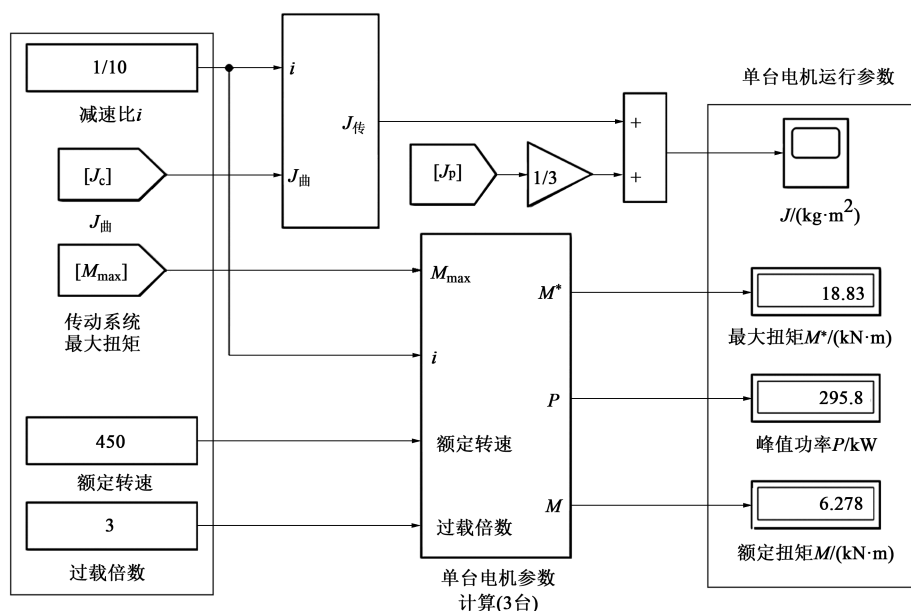 1/10
减速比i
[Jc]
J曲
[Mmax]
传动系统
最大扭矩
450
额定转速
3
过载倍数
i
J传
J曲
[Jp]
1/3
+
+
Mmax
M*
i
P
额定转速
M
过载倍数
单台电机参数
计算(3台)
单台电机运行参数
J/(kg·m²)
18.83
最大扭矩M*/(kN·m)
295.8
峰值功率P/kW
6.278
额定扭矩M/(kN·m)